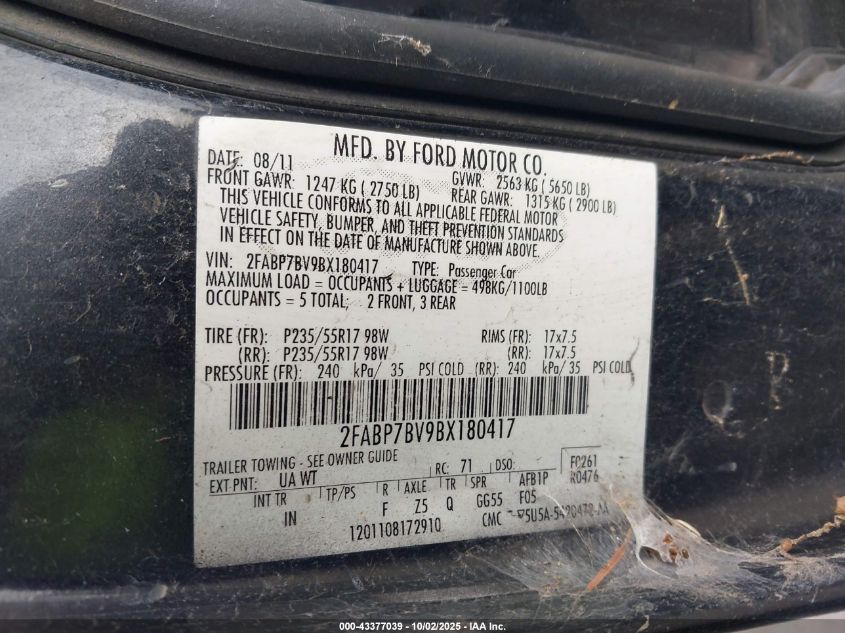 MFD. BY FORD MOTOR CO.
DATE: 08/11 GVWR: 2563 KG ( 5650 LB)
FRONT GAWR: 1247 KG ( 2750 LB) REAR GAWR: 1315 KG ( 2900 LB)
THIS VEHICLE CONFORMS TO ALL APPLICABLE FEDERAL MOTOR
VEHICLE SAFETY, BUMPER, AND THEFT PREVENTION STANDARDS
IN EFFECT ON THE DATE OF MANUFACTURE SHOWN ABOVE.
VIN: 2FABP7BV9BX180417 TYPE: Passenger Car
MAXIMUM LOAD = OCCUPANTS + LUGGAGE = 498KG/1100LB
OCCUPANTS = 5 TOTAL; 2 FRONT, 3 REAR
TIRE (FR): P235/55R17 98W RIMS (FR): 17x7.5
(RR): P235/55R17 98W (RR): 17x7.5
PRESSURE (FR): 240 kPa/ 35 PSI COLD (RR): 240 kPa/ 35 PSI COLD
2FABP7BV9BX180417
TRAILER TOWING - SEE OWNER GUIDE
EXT PNT: UA WT RC: 71 DSO: F0261
R0476
INT TR TP/PS R AXLE TR SPR AFB1P
IN F Z5 Q GG55 F05
1201108172910 CMC
000-43377039 - 10/02/2025 - IAA Inc.